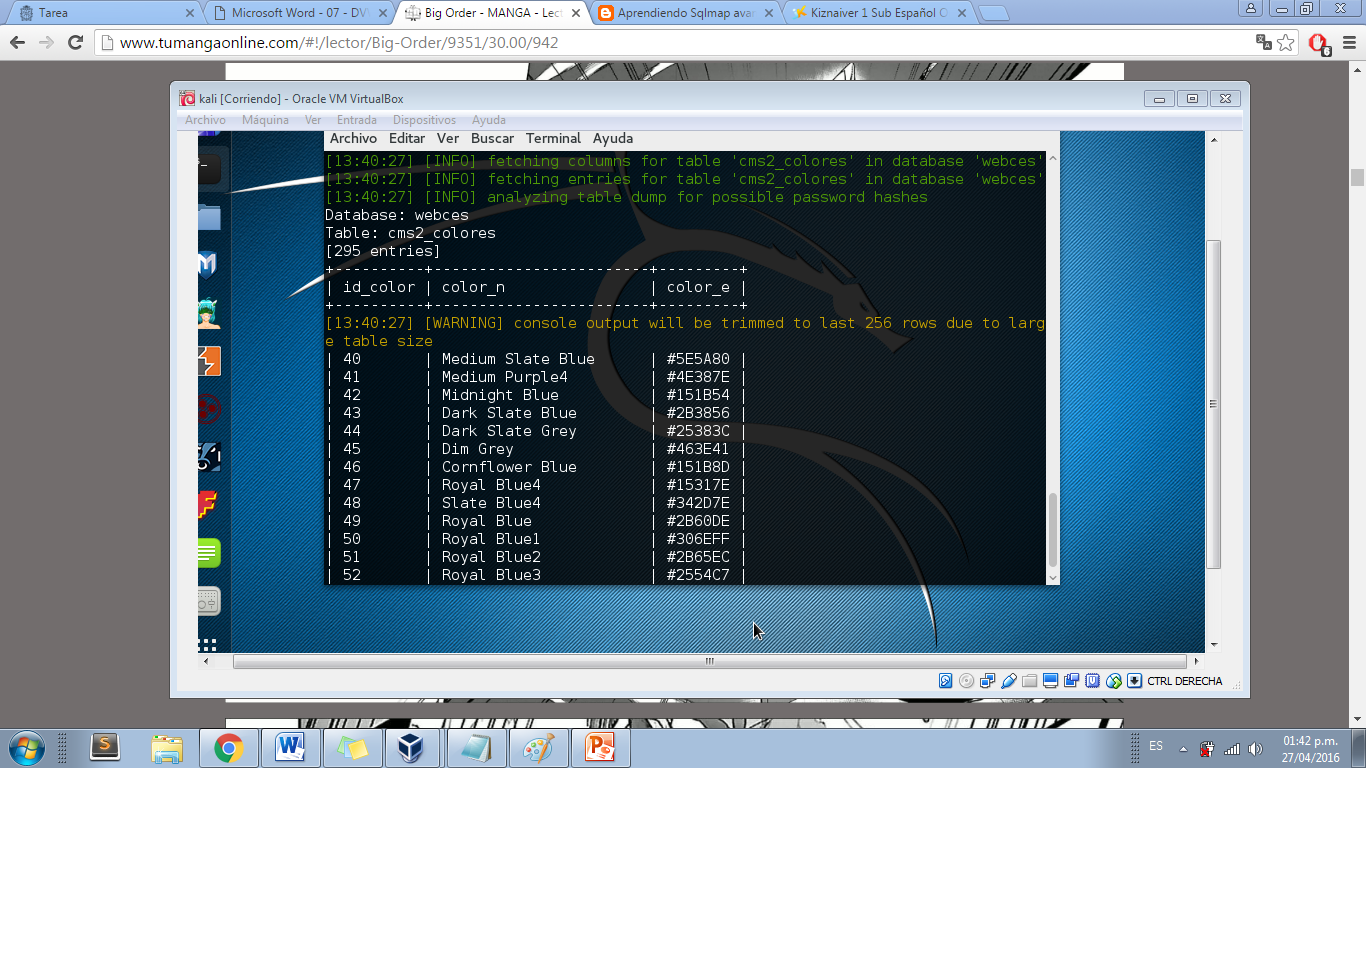 Tarea
Microsoft Word - 07 - DV
Big Order - MANGA - Lect
Aprendiendo Sqlmap avan
Kiznaiver 1 Sub Español O
www.tumangaonline.com/#!/lector/Big-Order/9351/30.00/942
kali [Corriendo] - Oracle VM VirtualBox
Archivo Máquina Ver Entrada Dispositivos Ayuda
Archivo Editar Ver Buscar Terminal Ayuda
[13:40:27] [INFO] fetching columns for table 'cms2_colores' in database 'webces'
[13:40:27] [INFO] fetching entries for table 'cms2_colores' in database 'webces'
[13:40:27] [INFO] analyzing table dump for possible password hashes
Database: webces
Table: cms2_colores
[295 entries]
+----------+------------------------+---------+
| id_color | color_n | color_e |
+----------+------------------------+---------+
[13:40:27] [WARNING] console output will be trimmed to last 256 rows due to larg
e table size
| 40 | Medium Slate Blue | #5E5A80 |
| 41 | Medium Purple4 | #4E387E |
| 42 | Midnight Blue | #151B54 |
| 43 | Dark Slate Blue | #2B3856 |
| 44 | Dark Slate Grey | #25383C |
| 45 | Dim Grey | #463E41 |
| 46 | Cornflower Blue | #151B8D |
| 47 | Royal Blue4 | #15317E |
| 48 | Slate Blue4 | #342D7E |
| 49 | Royal Blue | #2B60DE |
| 50 | Royal Blue1 | #306EFF |
| 51 | Royal Blue2 | #2B65EC |
| 52 | Royal Blue3 | #2554C7 |
CTRL DERECHA
ES
01:42 p.m.
27/04/2016